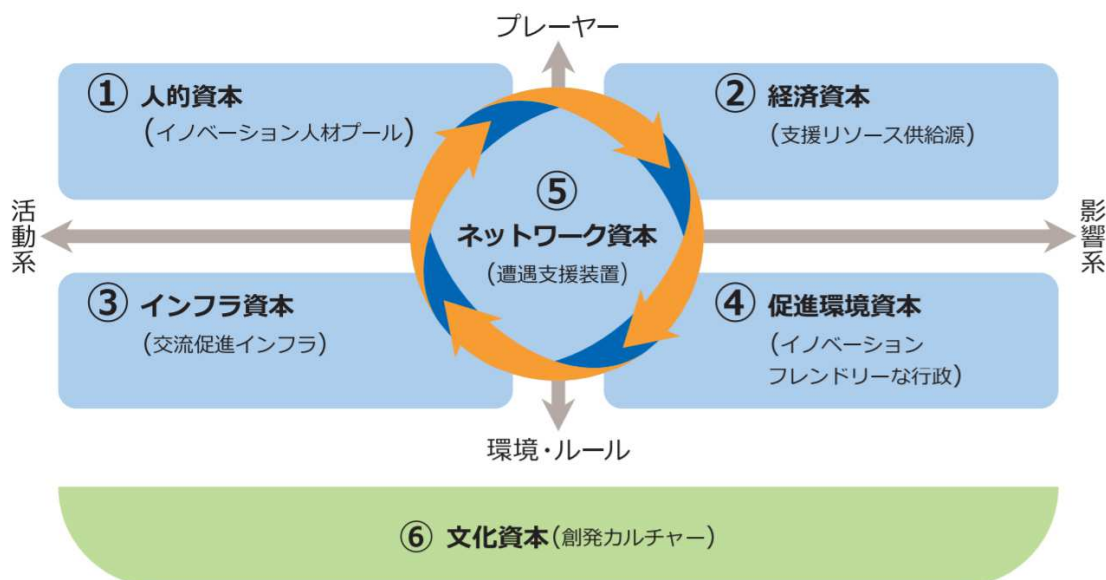 プレーヤー
① 人的資本
(イノベーション人材プール)
② 経済資本
(支援リソース供給源)
活動系
⑤
ネットワーク資本
(遭遇支援装置)
影響系
③ インフラ資本
(交流促進インフラ)
④ 促進環境資本
(イノベーション
フレンドリーな行政)
環境・ルール
⑥ 文化資本(創発カルチャー)